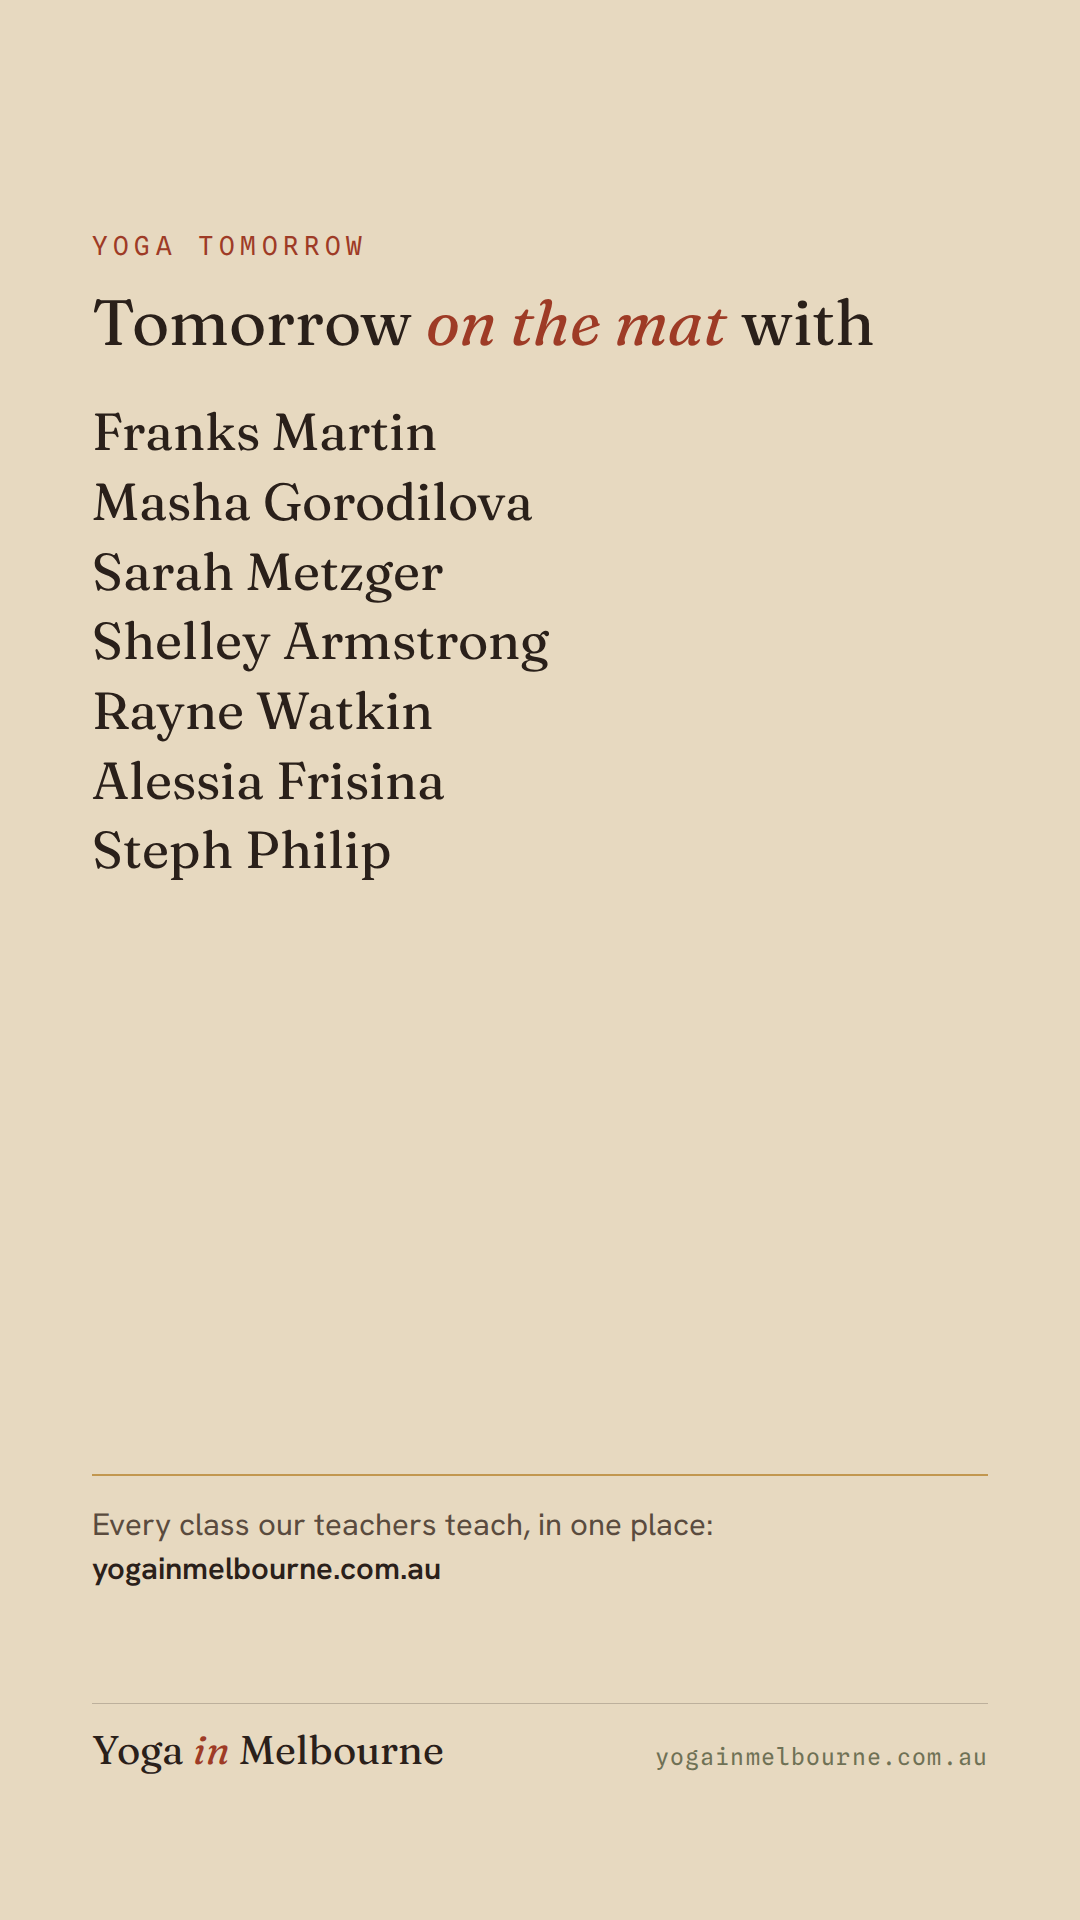 YOGA TOMORROW
Tomorrow on the mat with
Franks Martin
Masha Gorodilova
Sarah Metzger
Shelley Armstrong
Rayne Watkin
Alessia Frisina
Steph Philip
Every class our teachers teach, in one place:
yogainmelbourne.com.au
Yoga in Melbourne
yogainmelbourne.com.au